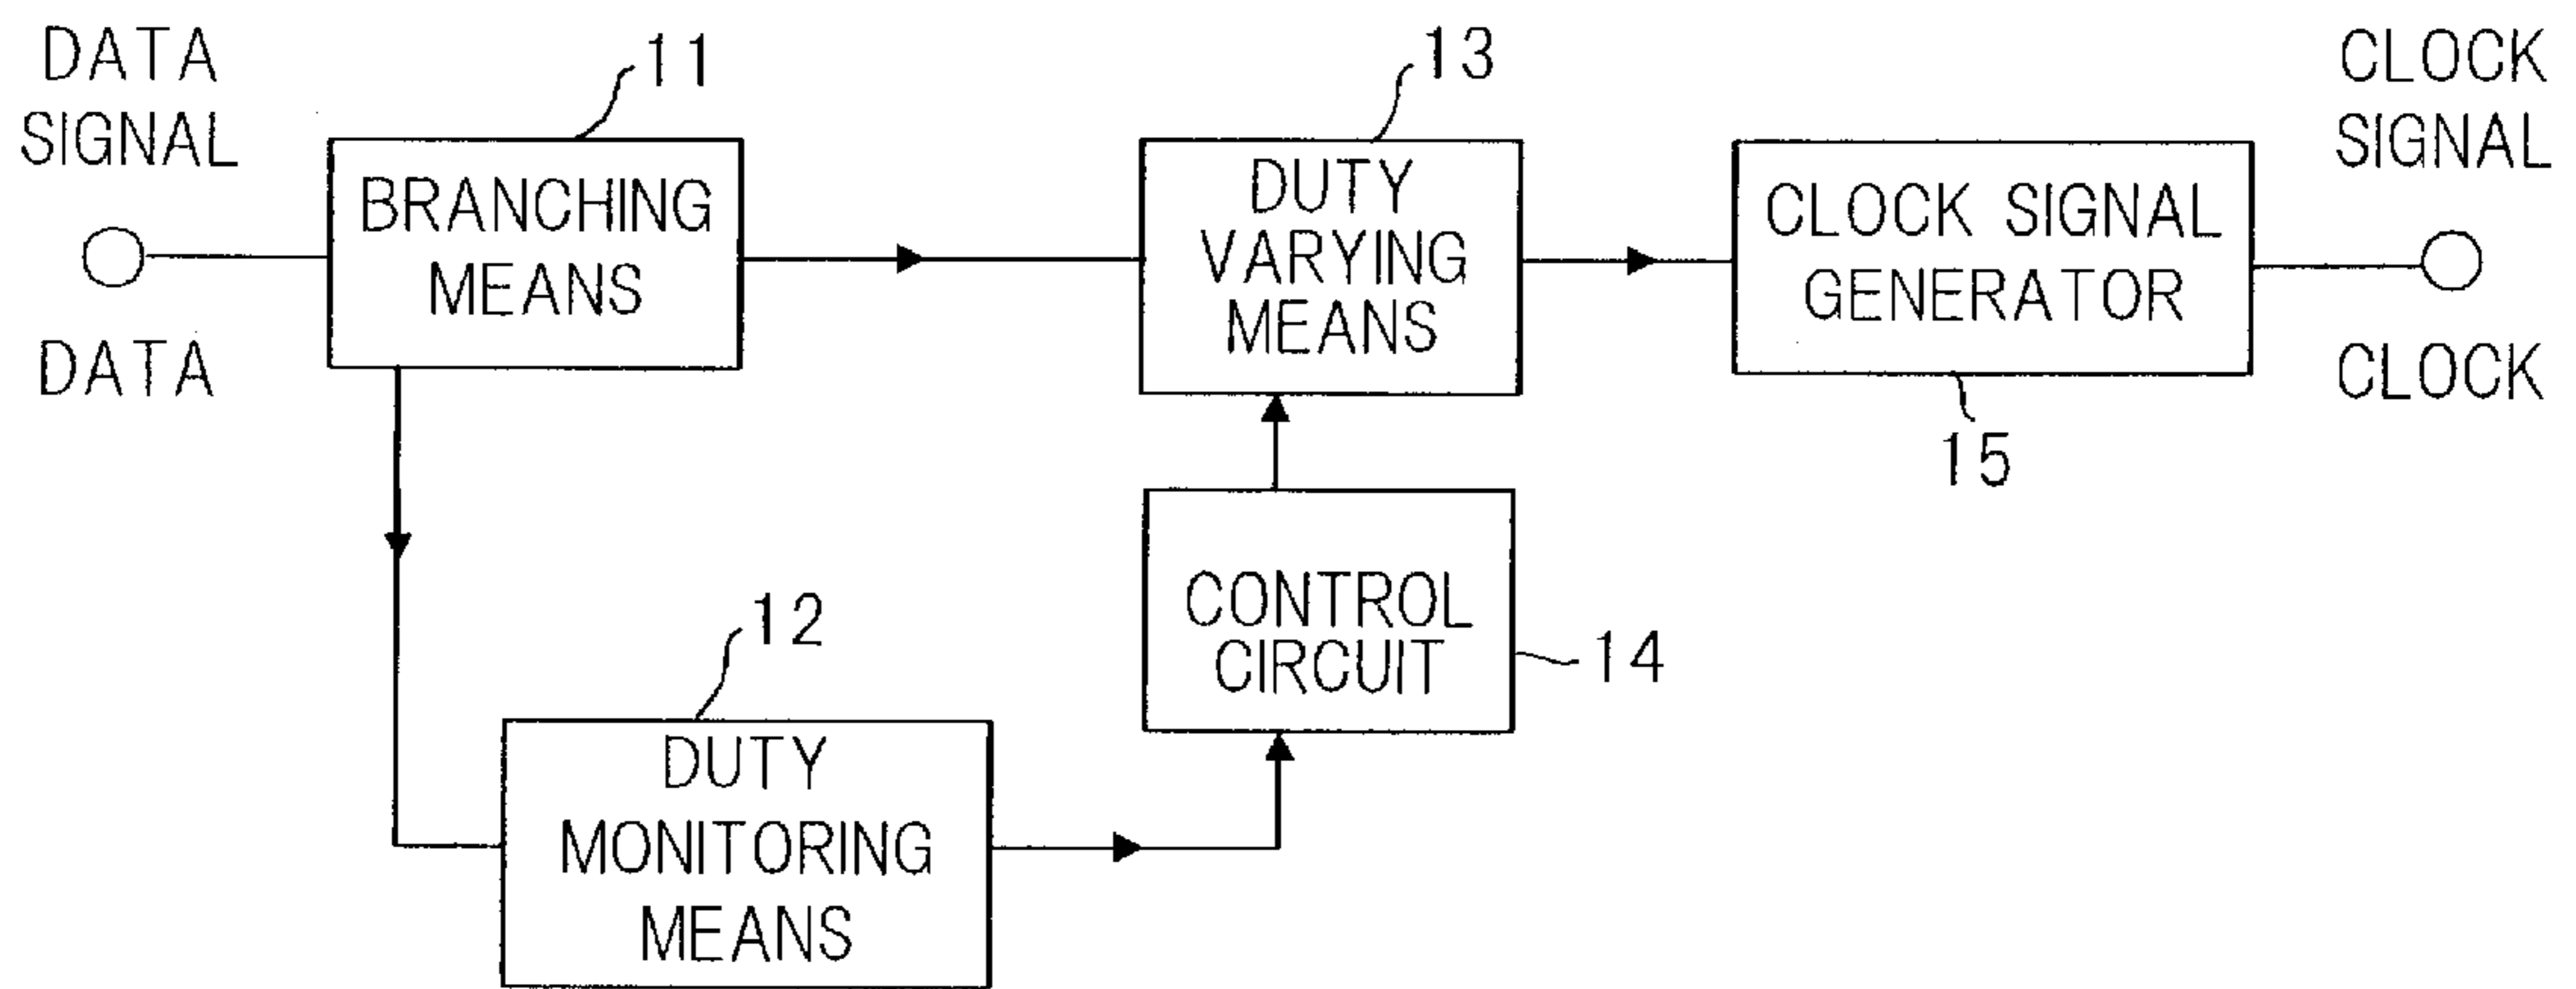 DATA
SIGNAL
DATA
11
BRANCHING
MEANS
13
DUTY
VARYING
MEANS
CLOCK SIGNAL
GENERATOR
15
CLOCK
SIGNAL
CLOCK
12
DUTY
MONITORING
MEANS
CONTROL
CIRCUIT
14